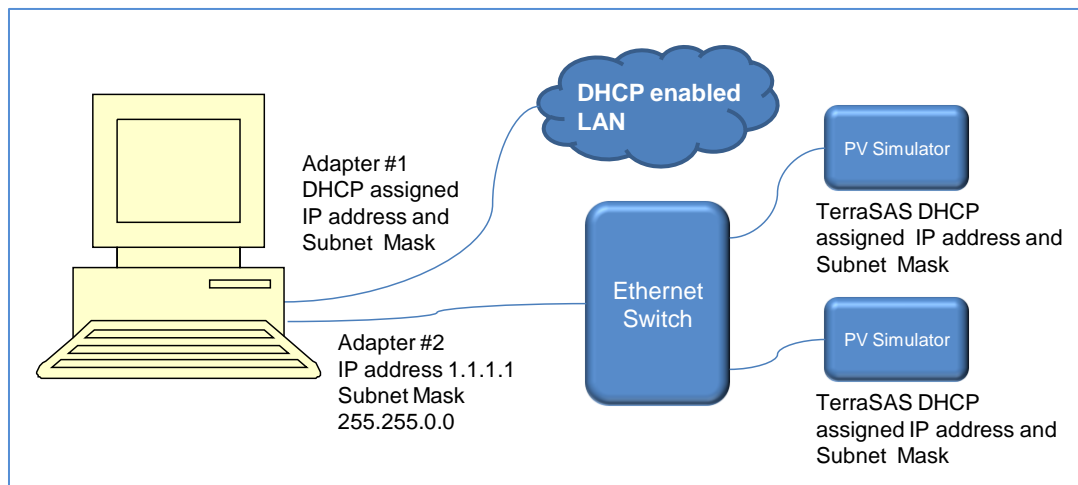 DHCP enabled
LAN
Adapter #1
DHCP assigned
IP address and
Subnet Mask
PV Simulator
TerraSAS DHCP
assigned IP address and
Subnet Mask
Ethernet
Switch
Adapter #2
IP address 1.1.1.1
Subnet Mask
255.255.0.0
PV Simulator
TerraSAS DHCP
assigned IP address and
Subnet Mask